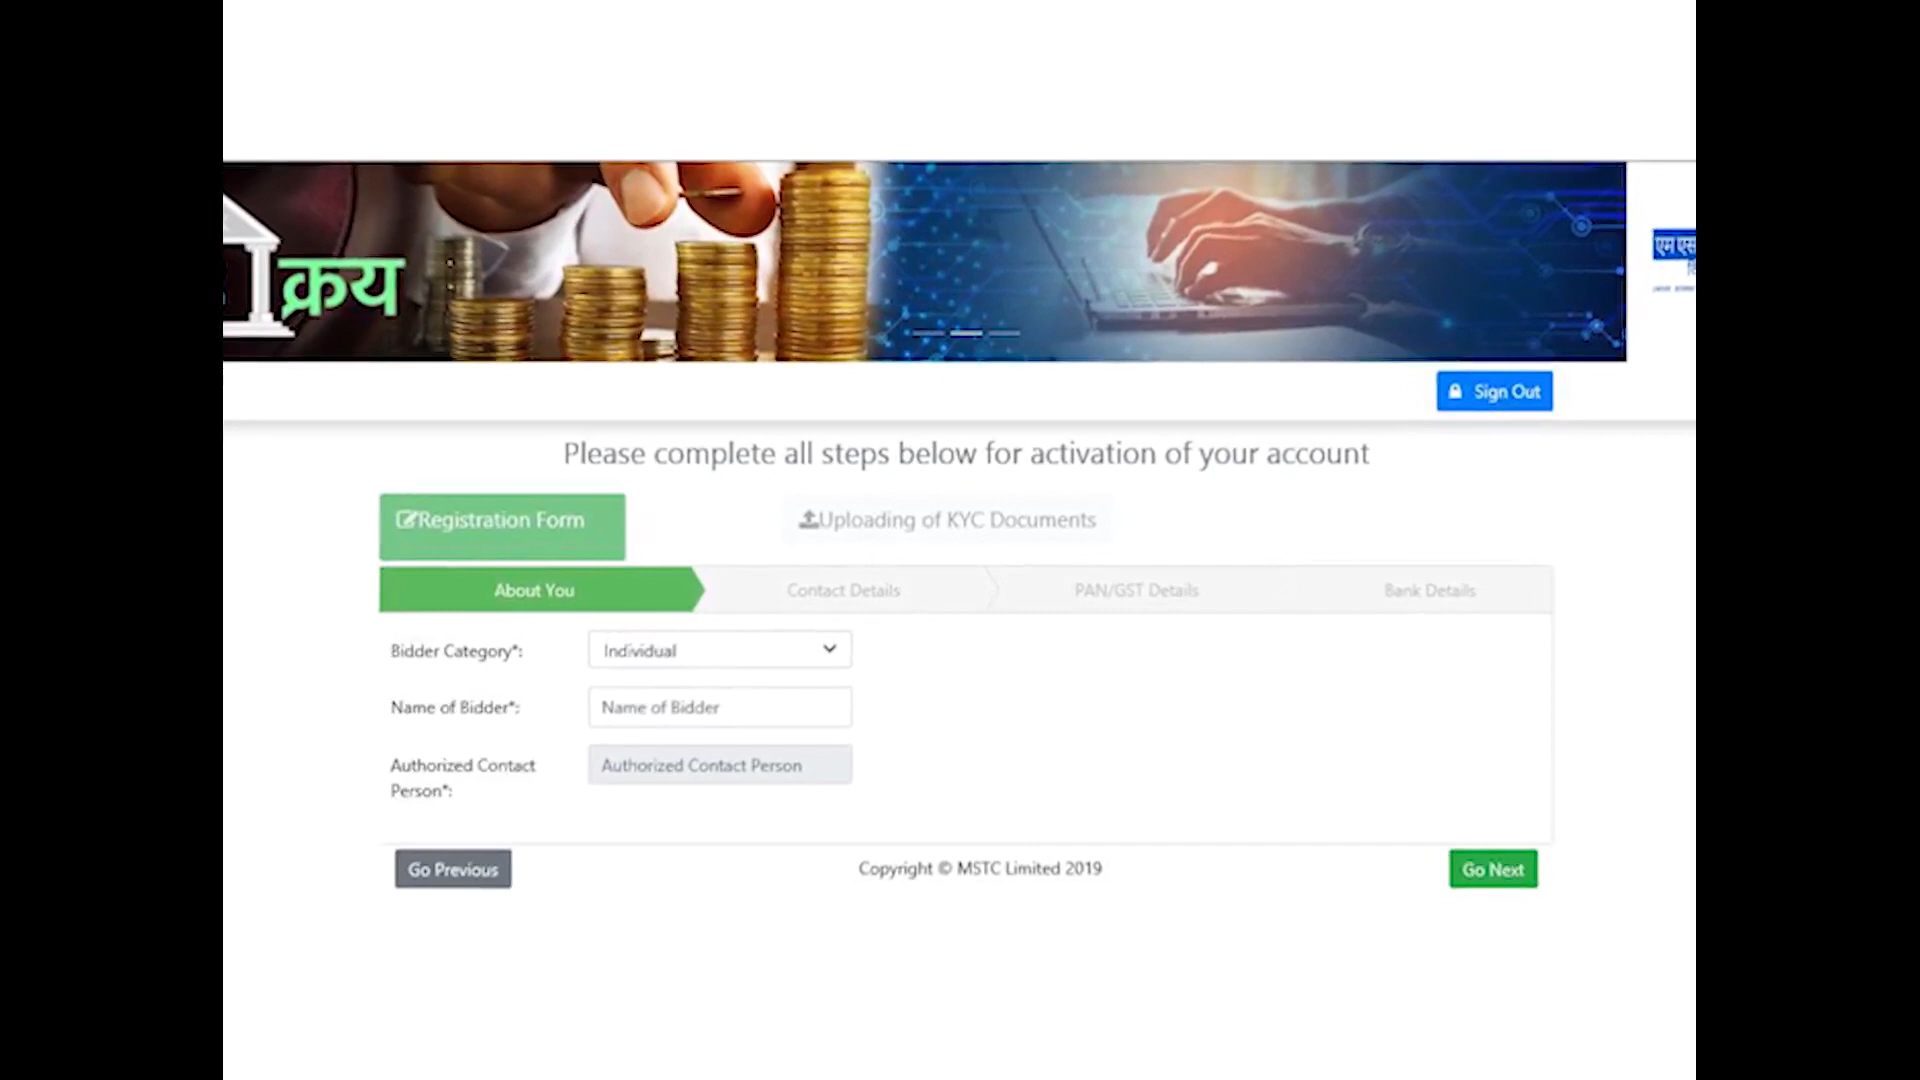 क्रय
एम एस
Sign Out
Please complete all steps below for activation of your account
Registration Form
Uploading of KYC Documents
About You
Contact Details
PAN/GST Details
Bank Details
Bidder Category*:
Individual
Name of Bidder*:
Name of Bidder
Authorized Contact
Person*:
Authorized Contact Person
Go Previous
Copyright © MSTC Limited 2019
Go Next